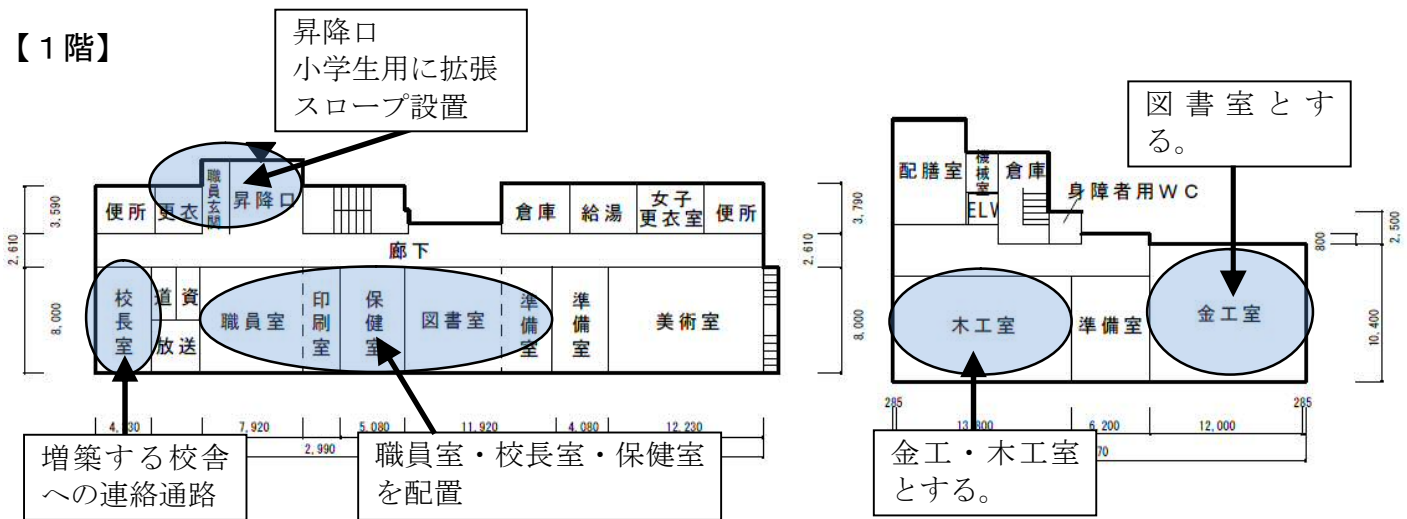 【１階】
昇降口
小学生用に拡張
スロープ設置
図書室とす
る。
便所
更衣
職員玄関
昇降口
倉庫
給湯
女子
更衣室
便所
廊下
校長室
道
資
放送
職員室
印刷室
保健室
図書室
準備室
準備室
美術室
3,590
2,610
8,000
3,790
2,610
8,000
7,920
2,990
5,080
11,920
4,080
12,230
増築する校舎
への連絡通路
職員室・校長室・保健室
を配置
配膳室
機械室
倉庫
ELV
身障者用ＷＣ
木工室
準備室
金工室
800
2,500
10,400
285
6,200
12,000
285
金工・木工室
とする。